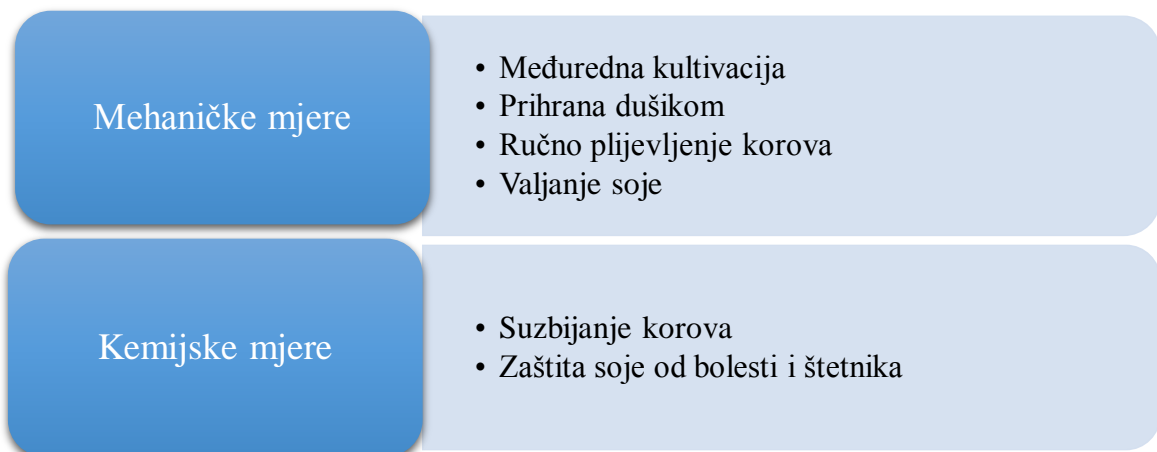 Mehaničke mjere
• Međuredna kultivacija
• Prihrana dušikom
• Ručno plijevljenje korova
• Valjanje soje
Kemijske mjere
• Suzbijanje korova
• Zaštita soje od bolesti i štetnika